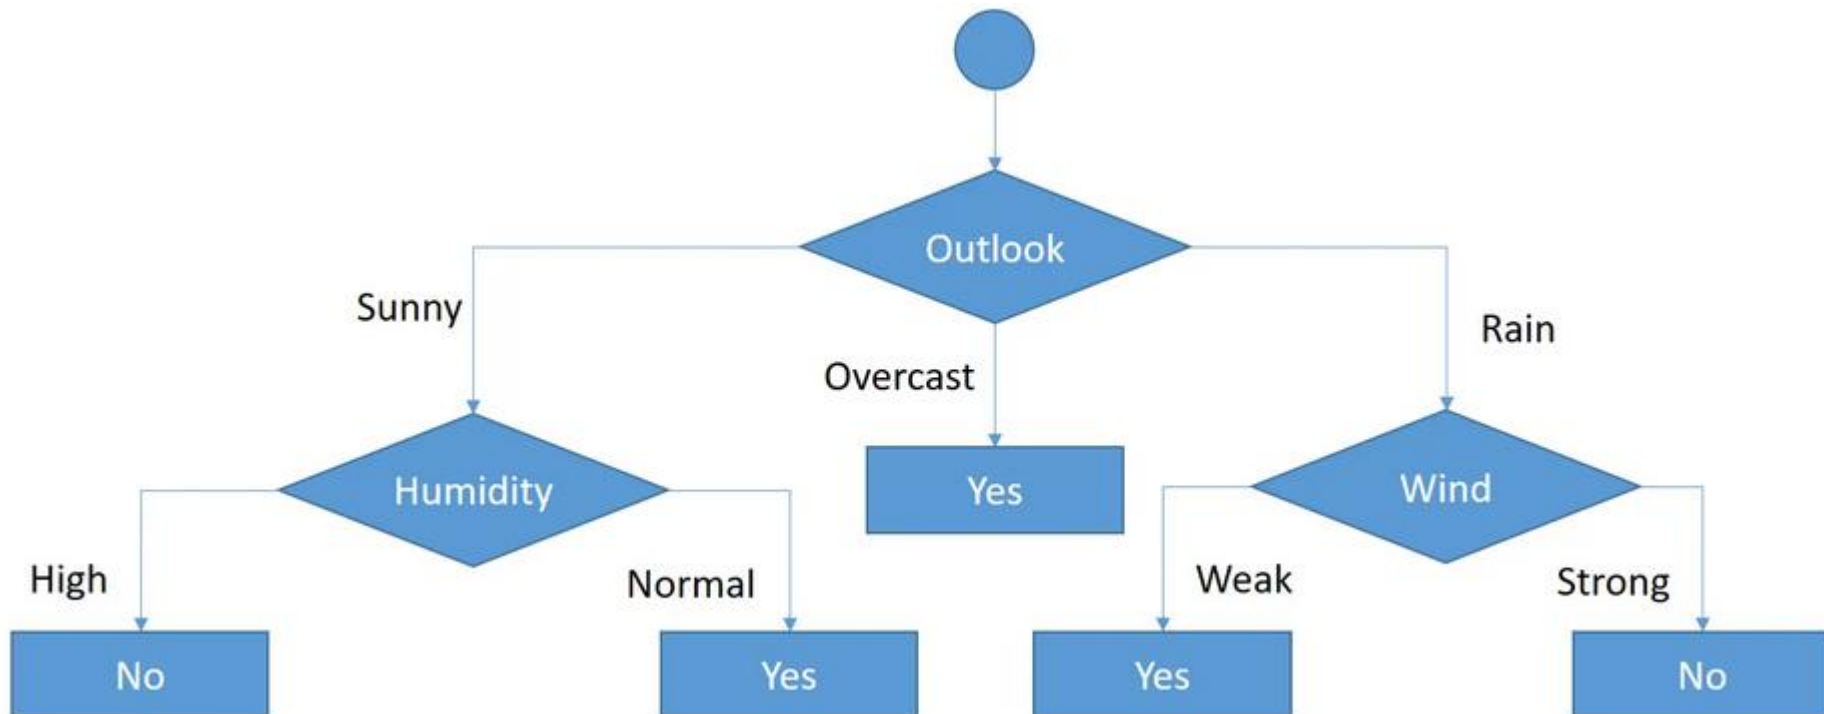 Outlook
Sunny
Rain
Overcast
Humidity
Yes
Wind
High
Normal
Weak
Strong
No
Yes
Yes
No